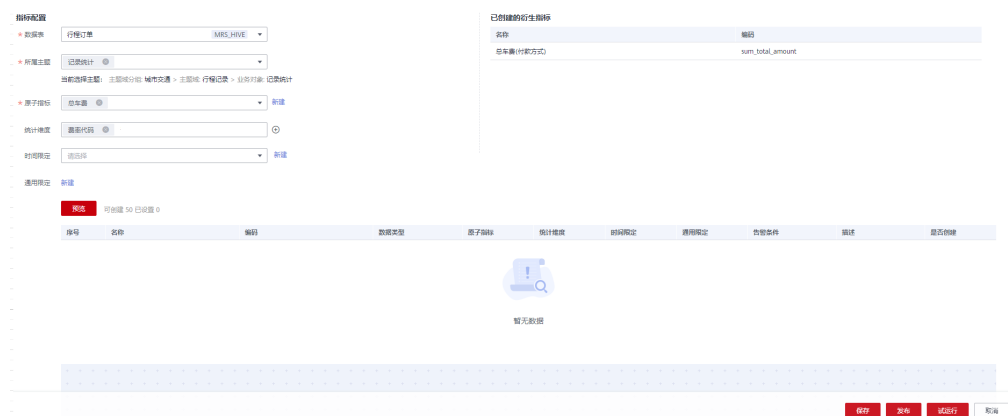 指标配置
已创建的衍生指标
* 数据表 行程订单 MRS_HIVE
名称 编码
总车费(付款方式) sum_total_amount
* 所属主题 记录统计
当前选择主题: 主题域分组: 城市交通 > 主题域: 行程记录 > 业务对象: 记录统计
* 原子指标 总车费 新建
统计维度 费率代码
时间限定 请选择 新建
通用限定 新建
预览 可创建 50 已设置 0
序号 名称 编码 数据类型 原子指标 统计维度 时间限定 通用限定 告警条件 描述 是否创建
暂无数据
保存 发布 试运行 取消